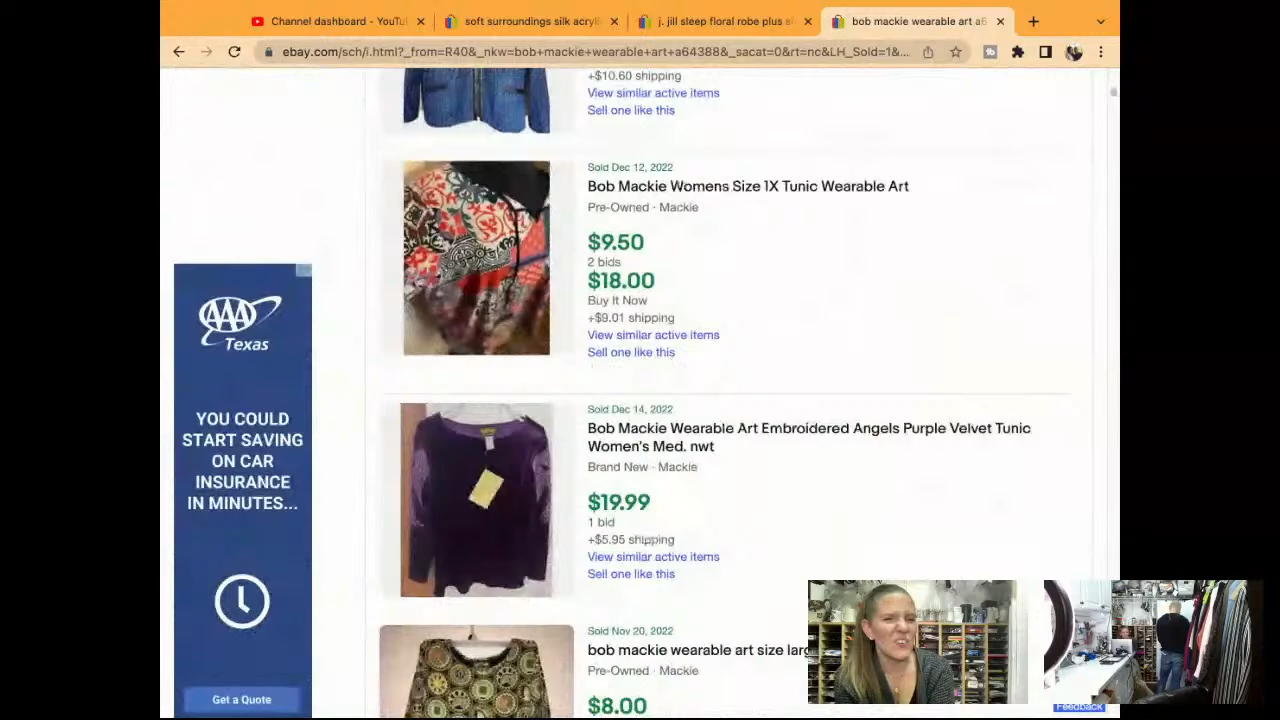 Channel dashboard - YouTu
soft surroundings silk acryli
j. jill sleep floral robe plus si
bob mackie wearable art a6
ebay.com/sch/i.html?_from=R40&_nkw=bob+mackie+wearable+art+a64388&_sacat=0&rt=nc&LH_Sold=1&...
+$10.60 shipping
View similar active items
Sell one like this
Sold Dec 12, 2022
Bob Mackie Womens Size 1X Tunic Wearable Art
Pre-Owned · Mackie
$9.50
2 bids
$18.00
Buy It Now
+$9.01 shipping
View similar active items
Sell one like this
AAA
Texas
YOU COULD
START SAVING
ON CAR
INSURANCE
IN MINUTES...
Get a Quote
Sold Dec 14, 2022
Bob Mackie Wearable Art Embroidered Angels Purple Velvet Tunic
Women's Med. nwt
Brand New · Mackie
$19.99
1 bid
+$5.95 shipping
View similar active items
Sell one like this
Sold Nov 20, 2022
bob mackie wearable art size larg
Pre-Owned · Mackie
$8.00
Feedback